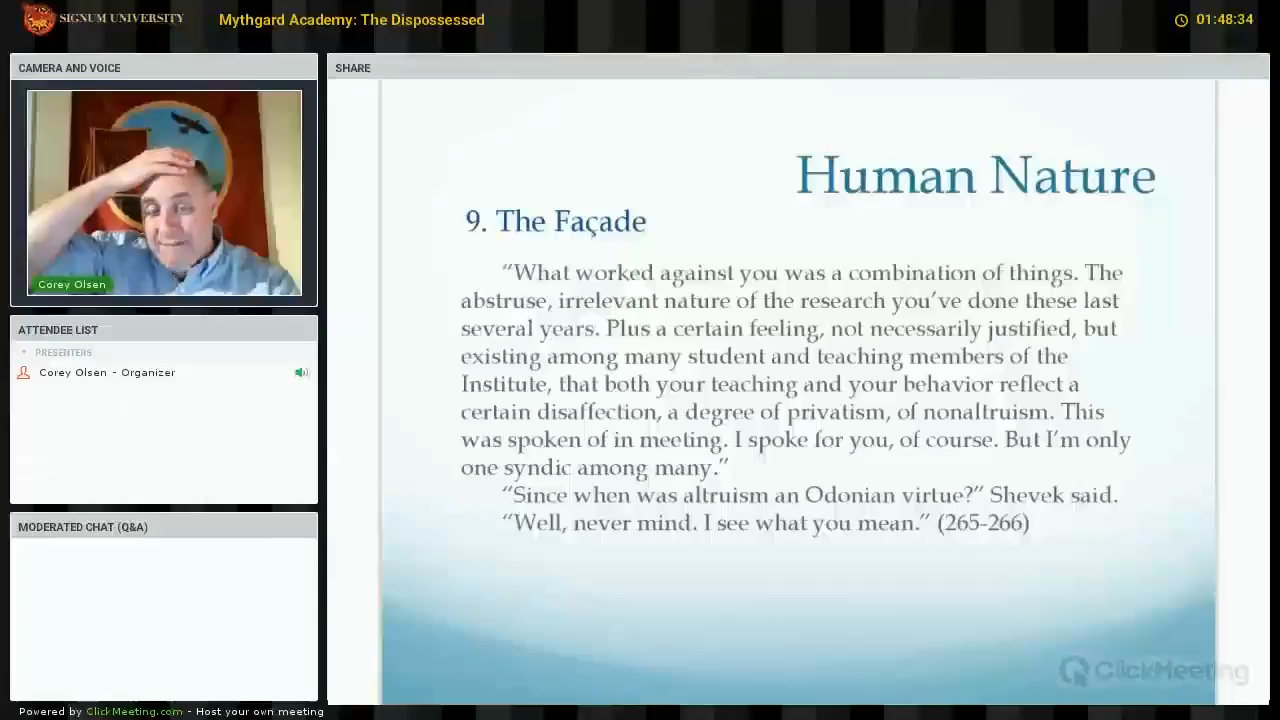 SIGNUM UNIVERSITY
Mythgard Academy: The Dispossessed
01:48:34
CAMERA AND VOICE
Corey Olsen
ATTENDEE LIST
PRESENTERS
Corey Olsen - Organizer
MODERATED CHAT (Q&A)
SHARE
Human Nature
9. The Façade
“What worked against you was a combination of things. The
abstruse, irrelevant nature of the research you’ve done these last
several years. Plus a certain feeling, not necessarily justified, but
existing among many student and teaching members of the
Institute, that both your teaching and your behavior reflect a
certain disaffection, a degree of privatism, of nonaltruism. This
was spoken of in meeting. I spoke for you, of course. But I’m only
one syndic among many.”
“Since when was altruism an Odonian virtue?” Shevek said.
“Well, never mind. I see what you mean.” (265-266)
ClickMeeting
Powered by ClickMeeting.com - Host your own meeting